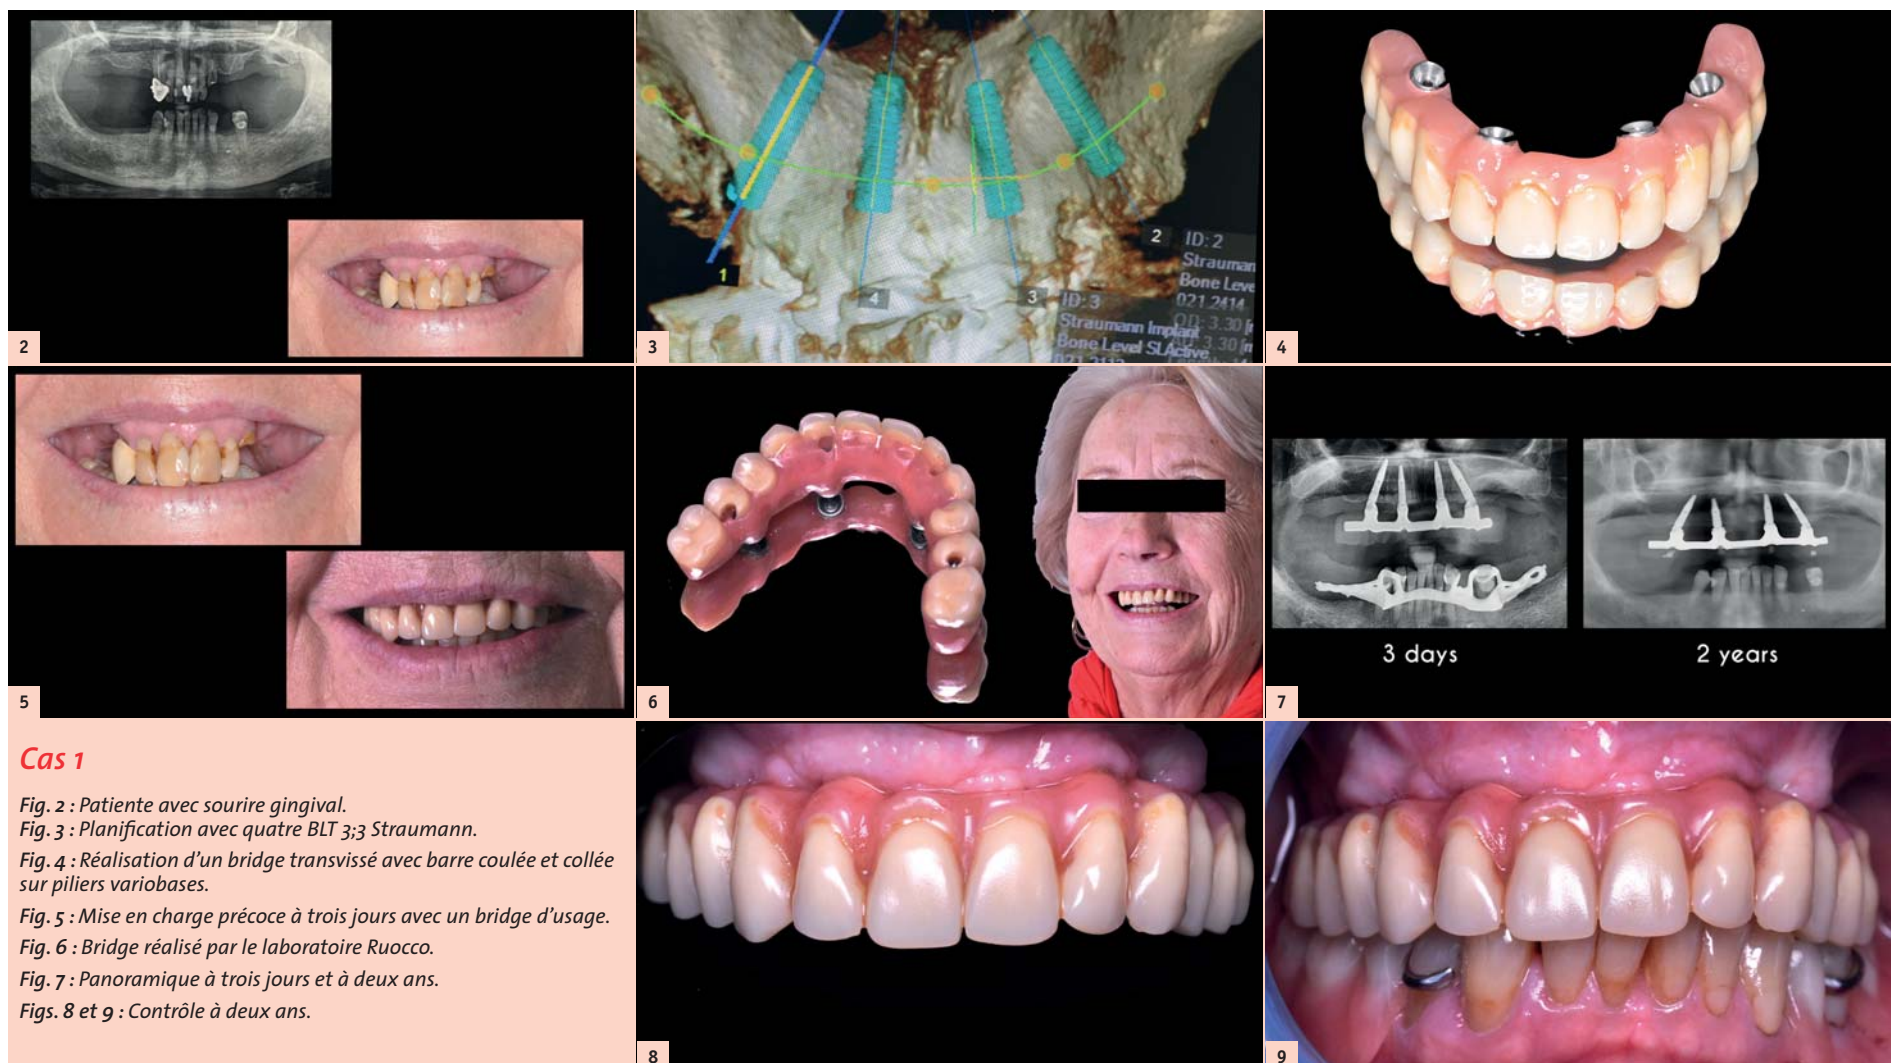 2
3
1
4
3
2
ID: 2
Bone Leve
021.2414
3.30
ID: 3
Straumann Implant
Bone Level SLActive
3.30
4
5
6
3 days
2 years
7
Cas 1
Fig. 2 : Patiente avec sourire gingival.
Fig. 3 : Planification avec quatre BLT 3;3 Straumann.
Fig. 4 : Réalisation d’un bridge transvissé avec barre coulée et collée
sur piliers variobases.
Fig. 5 : Mise en charge précoce à trois jours avec un bridge d’usage.
Fig. 6 : Bridge réalisé par le laboratoire Ruocco.
Fig. 7 : Panoramique à trois jours et à deux ans.
Figs. 8 et 9 : Contrôle à deux ans.
8
9